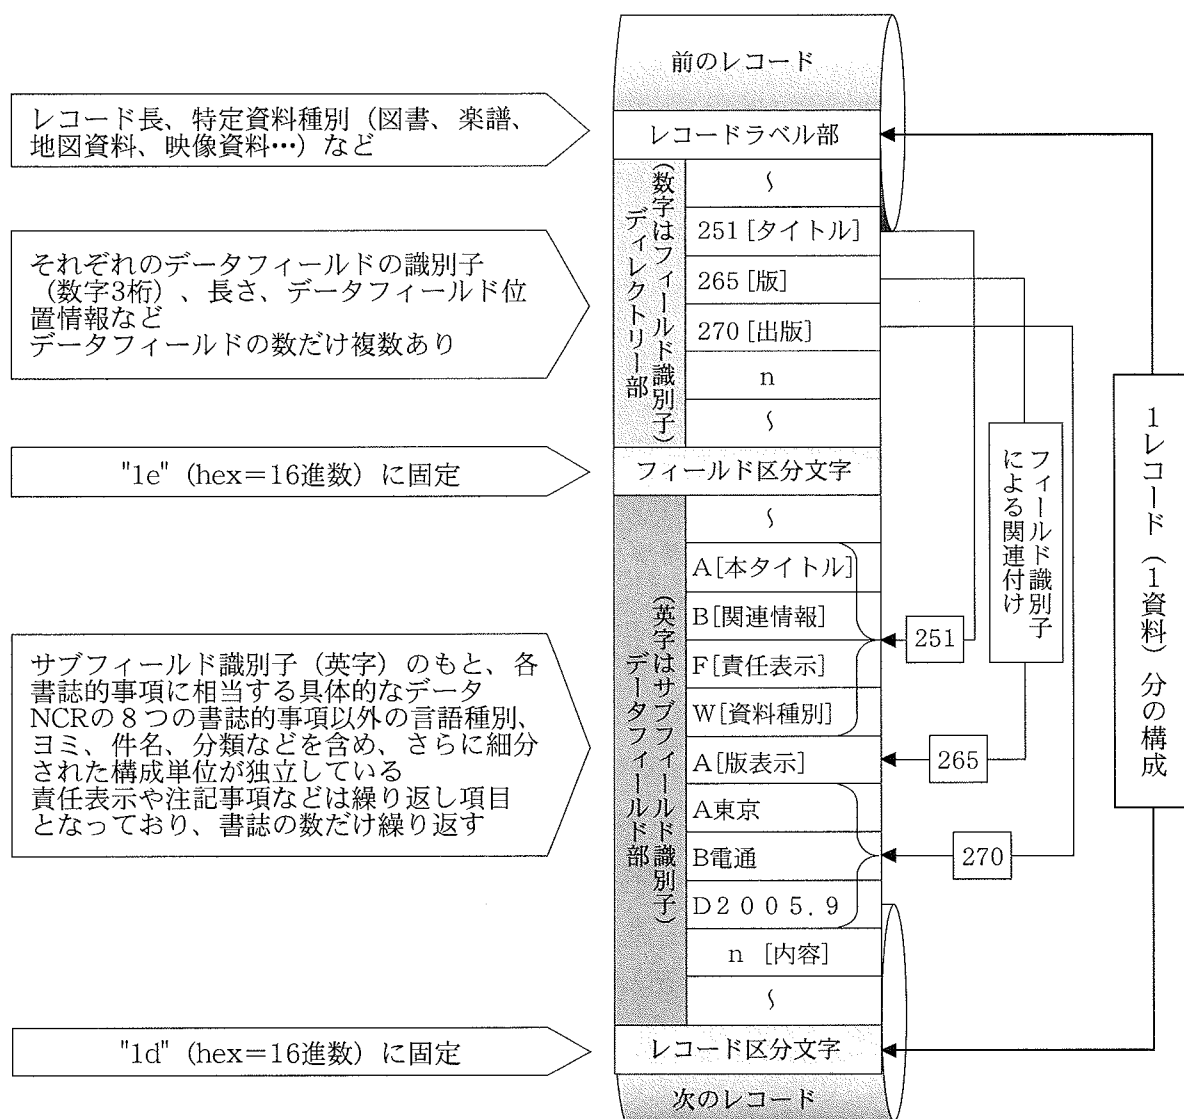 前のレコード
レコード長、特定資料種別（図書、楽譜、
地図資料、映像資料…）など
レコードラベル部
ディレクトリー部
（数字はフィールド識別子）
〜
251［タイトル］
265［版］
270［出版］
n
〜
それぞれのデータフィールドの識別子
（数字3桁）、長さ、データフィールド位
置情報など
データフィールドの数だけ複数あり
"1e"（hex＝16進数）に固定
フィールド区分文字
データフィールド部
（英字はサブフィールド識別子）
〜
A［本タイトル］
B［関連情報］
F［責任表示］
W［資料種別］
A［版表示］
A東京
B電通
D２００５.９
n ［内容］
〜
サブフィールド識別子（英字）のもと、各
書誌的事項に相当する具体的なデータ
NCRの８つの書誌的事項以外の言語種別、
ヨミ、件名、分類などを含め、さらに細分
された構成単位が独立している
責任表示や注記事項などは繰り返し項目
となっており、書誌の数だけ繰り返す
251
265
270
フィールド識別子
による関連付け
１レコード（１資料）分の構成
"1d"（hex＝16進数）に固定
レコード区分文字
次のレコード